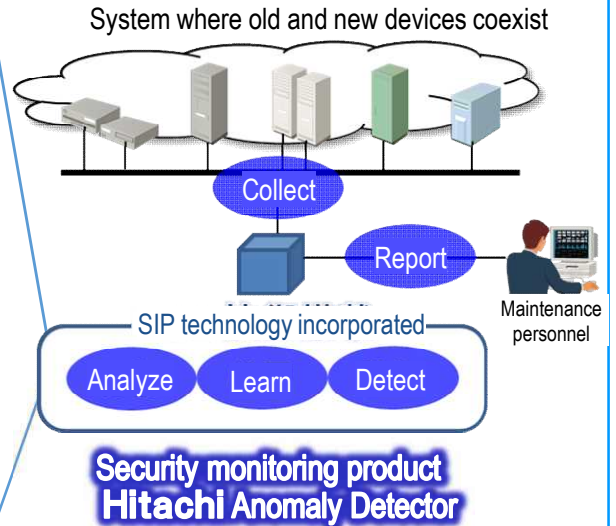 System where old and new devices coexist
Collect
Report
Maintenance
personnel
SIP technology incorporated
Analyze
Learn
Detect
Security monitoring product
Hitachi Anomaly Detector